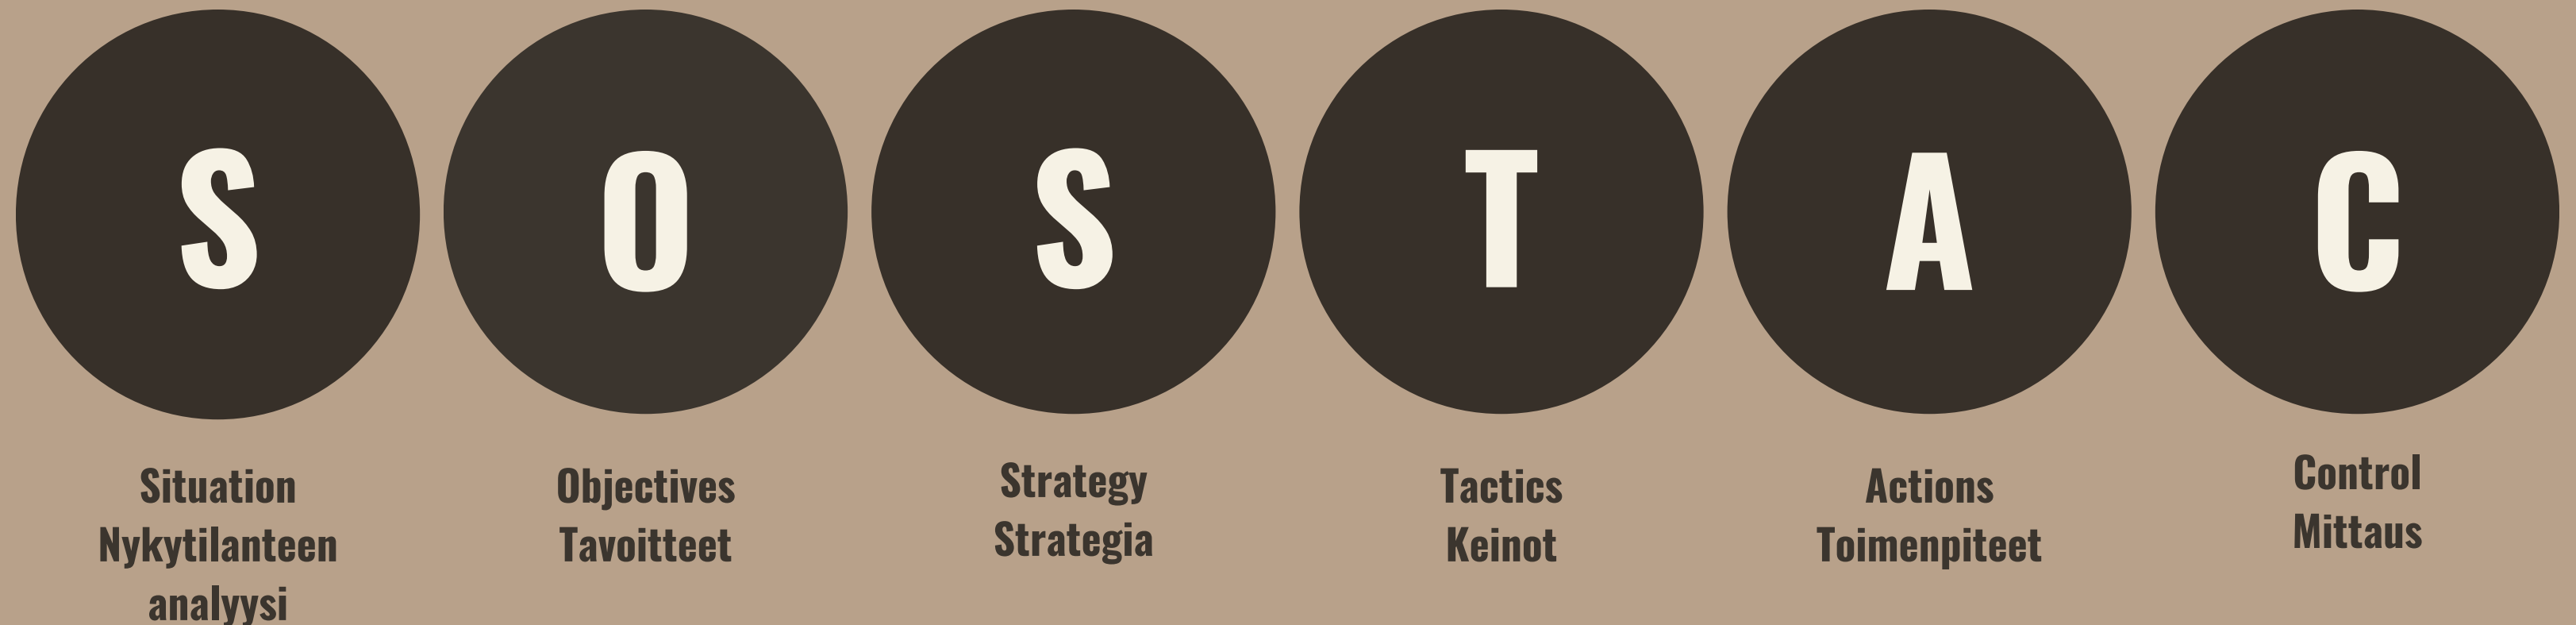 S
O
S
T
A
C
Situation
Nykytilanteen
analyysi
Objectives
Tavoitteet
Strategy
Strategia
Tactics
Keinot
Actions
Toimenpiteet
Control
Mittaus